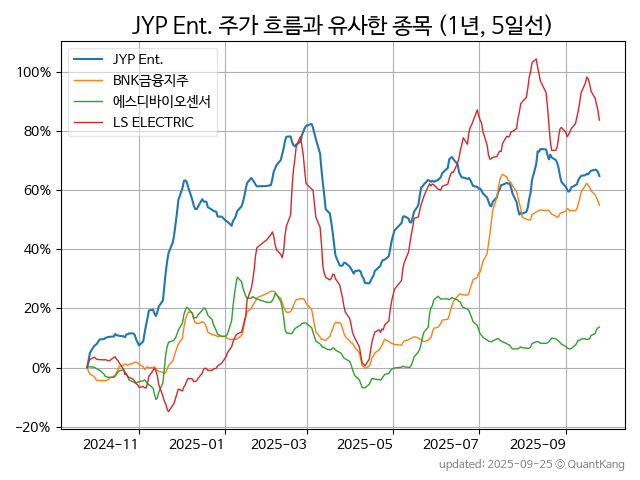 JYP Ent. 주가 흐름과 유사한 종목 (1년, 5일선)
JYP Ent.
BNK금융지주
에스디바이오센서
LS ELECTRIC
100%
80%
60%
40%
20%
0%
−20%
2024−11 2025−01 2025−03 2025−05 2025−07 2025−09
updated: 2025-09-25 © QuantKang